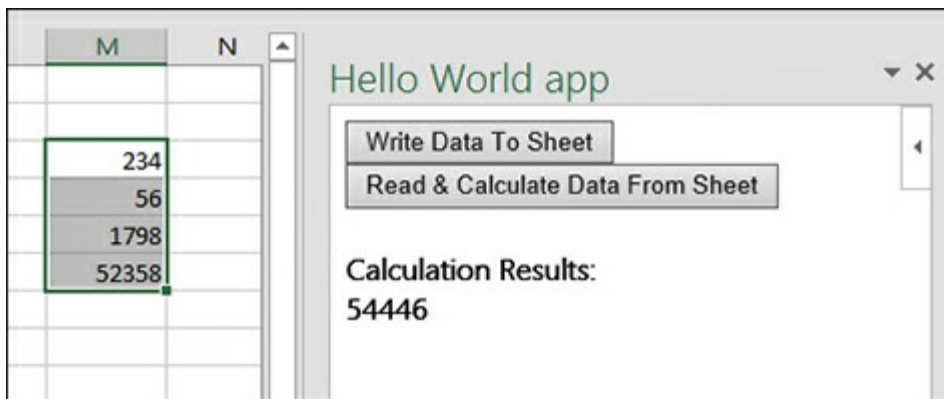 M N
234
56
1798
52358
Hello World app
Write Data To Sheet
Read & Calculate Data From Sheet
Calculation Results:
54446